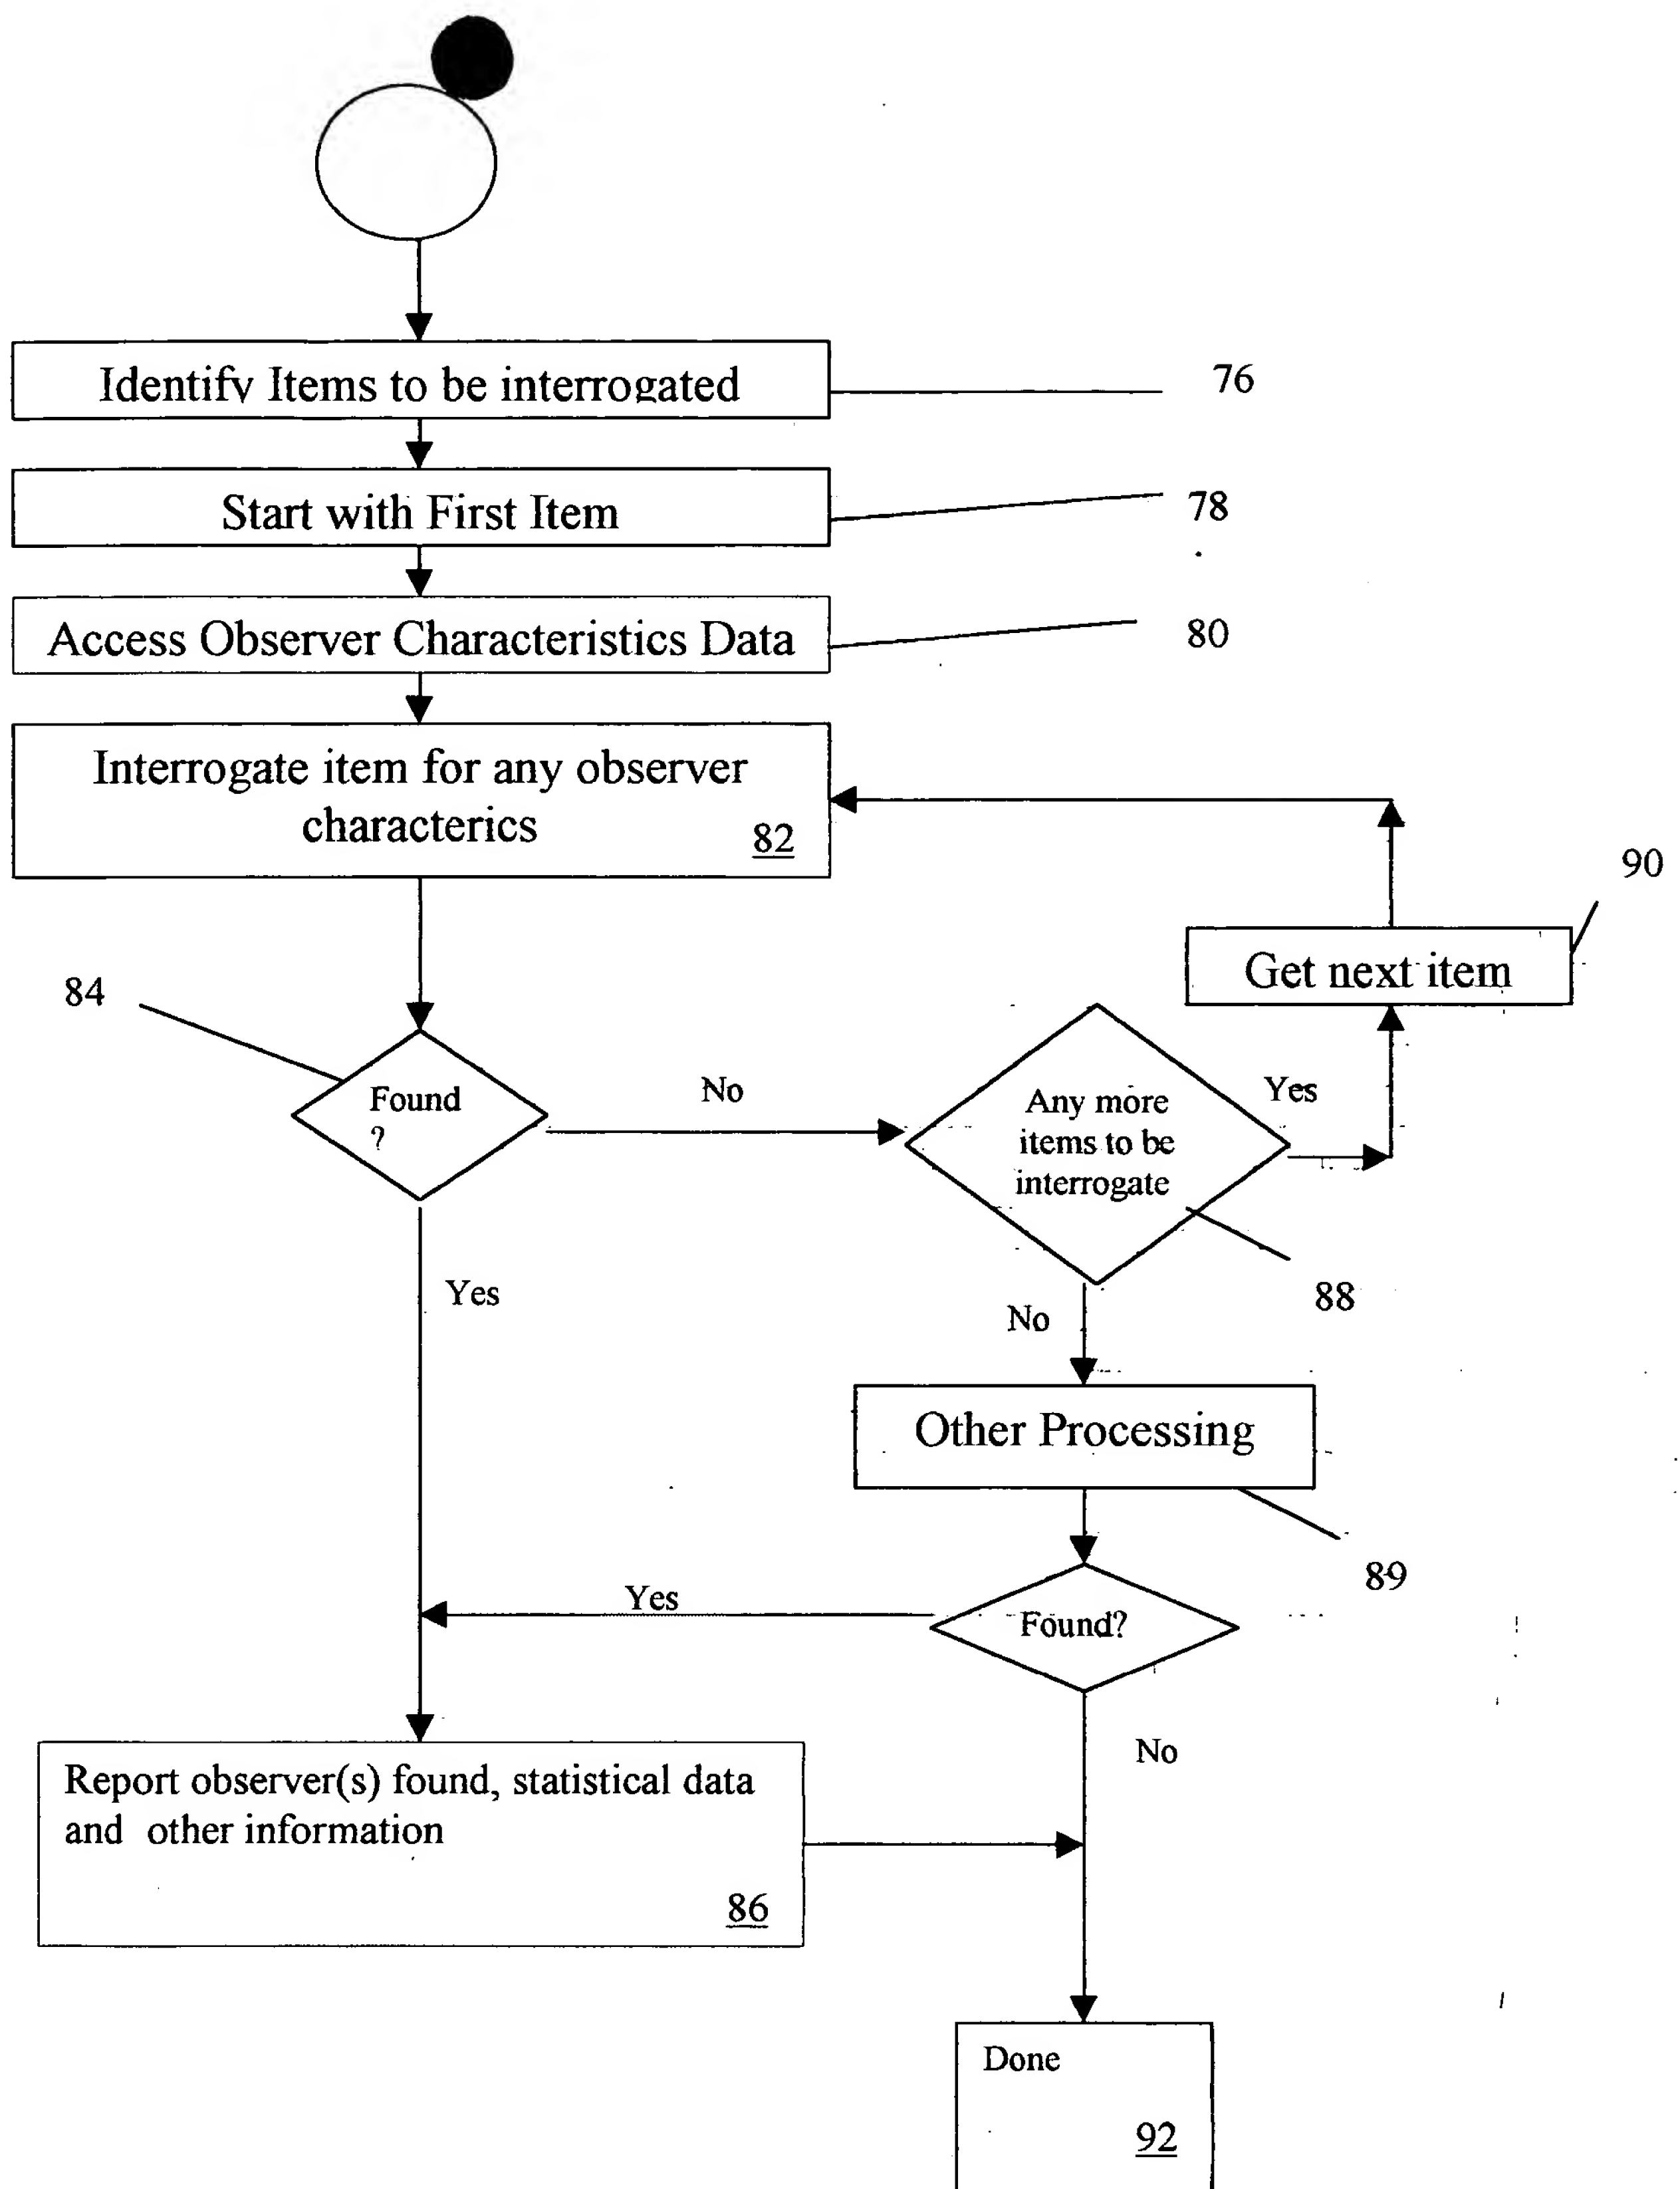 Identify Items to be interrogated
76
Start with First Item
78
Access Observer Characteristics Data
80
Interrogate item for any observer
characterics
82
90
Get next item
84
Found
?
No
Any more
items to be
interrogate
Yes
88
Yes
No
Other Processing
89
Yes
Found?
No
Report observer(s) found, statistical data
and other information
86
Done
92